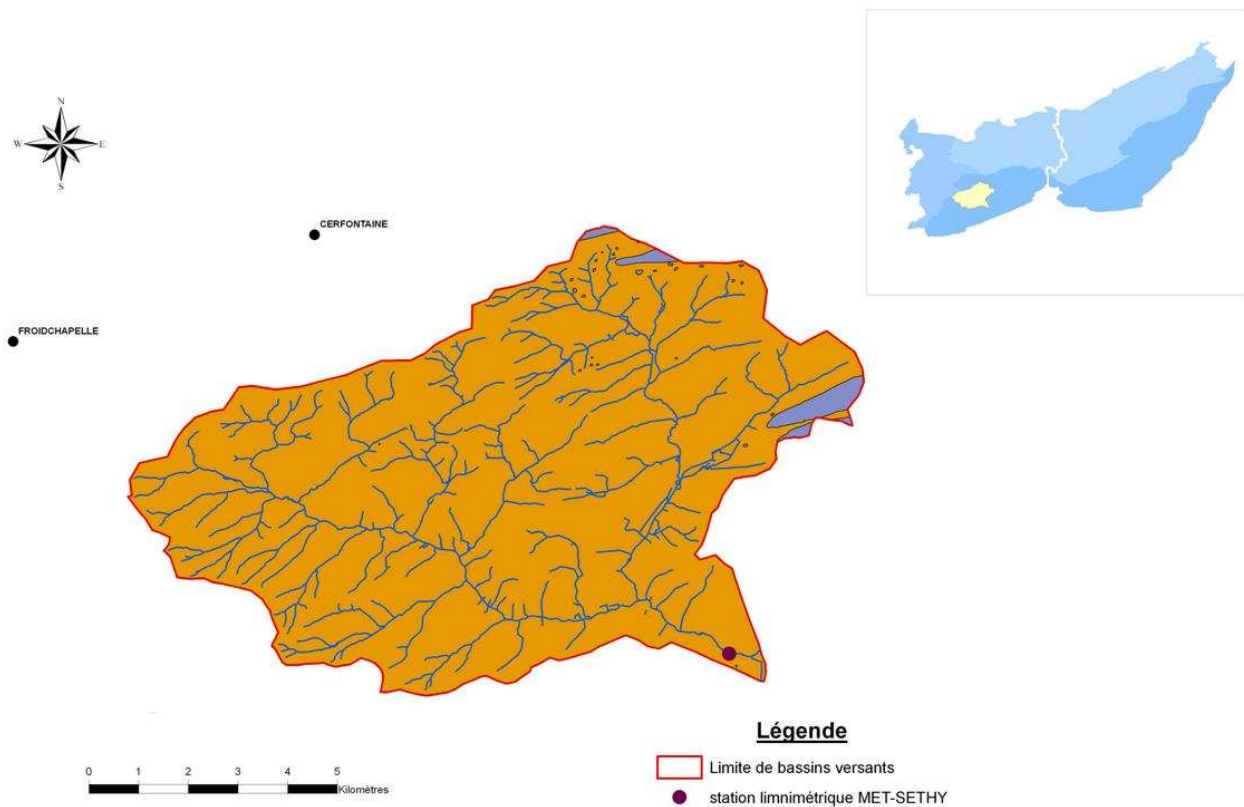 N
W E
S
CERFONTAINE
FROIDCHAPELLE
Légende
Limite de bassins versants
0 1 2 3 4 5
Kilomètres
station limnimétrique MET-SETHY